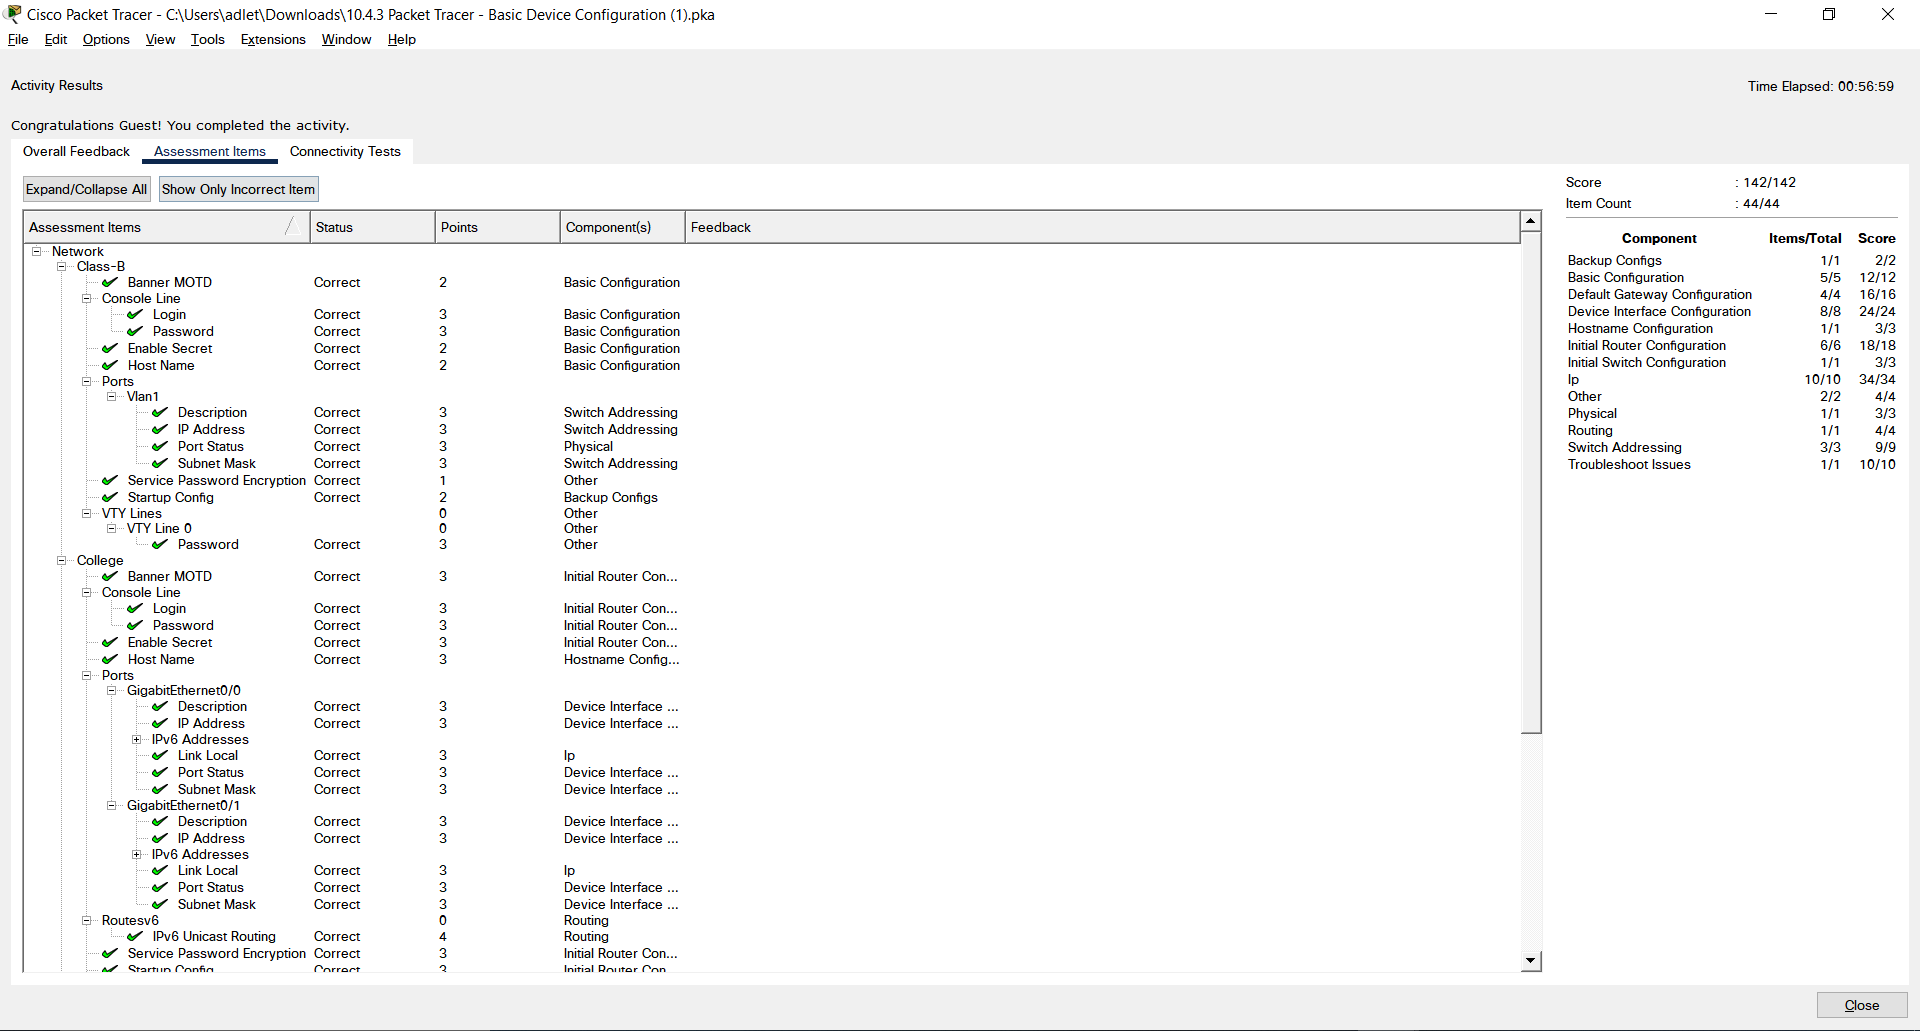 Cisco Packet Tracer - C:\Users\adlet\Downloads\10.4.3 Packet Tracer - Basic Device Configuration (1).pka
File Edit Options View Tools Extensions Window Help
Activity Results
Time Elapsed: 00:56:59
Congratulations Guest! You completed the activity.
Overall Feedback Assessment Items Connectivity Tests
Expand/Collapse All Show Only Incorrect Item
Assessment Items Status Points Component(s) Feedback
Network
Class-B
Banner MOTD Correct 2 Basic Configuration
Console Line
Login Correct 3 Basic Configuration
Password Correct 3 Basic Configuration
Enable Secret Correct 2 Basic Configuration
Host Name Correct 2 Basic Configuration
Ports
Vlan1
Description Correct 3 Switch Addressing
IP Address Correct 3 Switch Addressing
Port Status Correct 3 Physical
Subnet Mask Correct 3 Switch Addressing
Service Password Encryption Correct 1 Other
Startup Config Correct 2 Backup Configs
VTY Lines 0 Other
VTY Line 0 0 Other
Password Correct 3 Other
College
Banner MOTD Correct 3 Initial Router Con...
Console Line
Login Correct 3 Initial Router Con...
Password Correct 3 Initial Router Con...
Enable Secret Correct 3 Initial Router Con...
Host Name Correct 3 Hostname Config...
Ports
GigabitEthernet0/0
Description Correct 3 Device Interface ...
IP Address Correct 3 Device Interface ...
IPv6 Addresses
Link Local Correct 3 Ip
Port Status Correct 3 Device Interface ...
Subnet Mask Correct 3 Device Interface ...
GigabitEthernet0/1
Description Correct 3 Device Interface ...
IP Address Correct 3 Device Interface ...
IPv6 Addresses
Link Local Correct 3 Ip
Port Status Correct 3 Device Interface ...
Subnet Mask Correct 3 Device Interface ...
Routesv6 0 Routing
IPv6 Unicast Routing Correct 4 Routing
Service Password Encryption Correct 3 Initial Router Con...
Startup Config Correct 3 Initial Router Con
Score : 142/142
Item Count : 44/44
Component Items/Total Score
Backup Configs 1/1 2/2
Basic Configuration 5/5 12/12
Default Gateway Configuration 4/4 16/16
Device Interface Configuration 8/8 24/24
Hostname Configuration 1/1 3/3
Initial Router Configuration 6/6 18/18
Initial Switch Configuration 1/1 3/3
Ip 10/10 34/34
Other 2/2 4/4
Physical 1/1 3/3
Routing 1/1 4/4
Switch Addressing 3/3 9/9
Troubleshoot Issues 1/1 10/10
Close